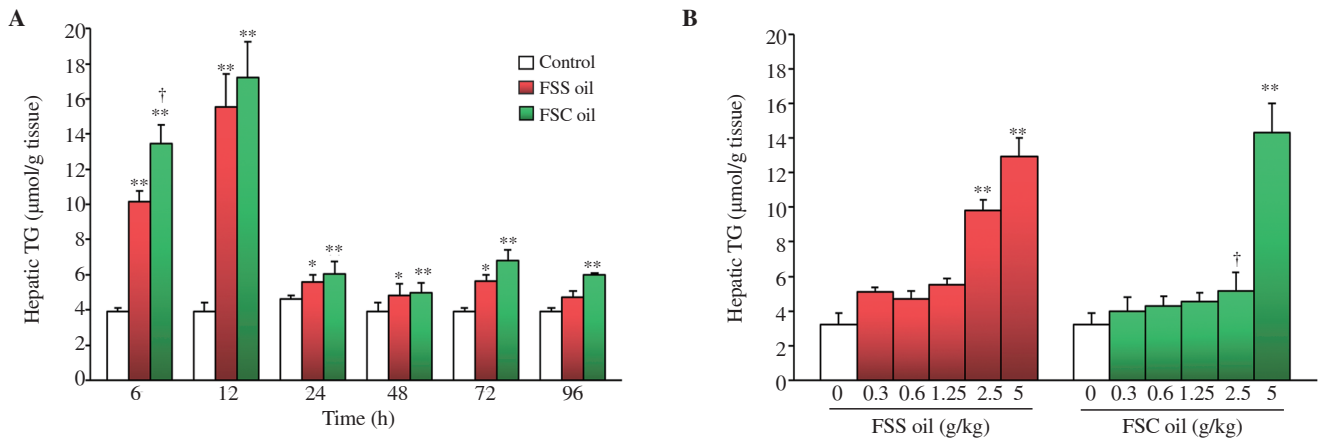 A
Hepatic TG (µmol/g tissue)
20
18
16
14
12
10
8
6
4
2
0
Control
FSS oil
FSC oil
**
†
**
**
**
*
**
*
**
*
**
**
6 12 24 48 72 96
Time (h)
B
Hepatic TG (µmol/g tissue)
20
18
16
14
12
10
8
6
4
2
0
**
**
†
**
0 0.3 0.6 1.25 2.5 5
FSS oil (g/kg)
0 0.3 0.6 1.25 2.5 5
FSC oil (g/kg)